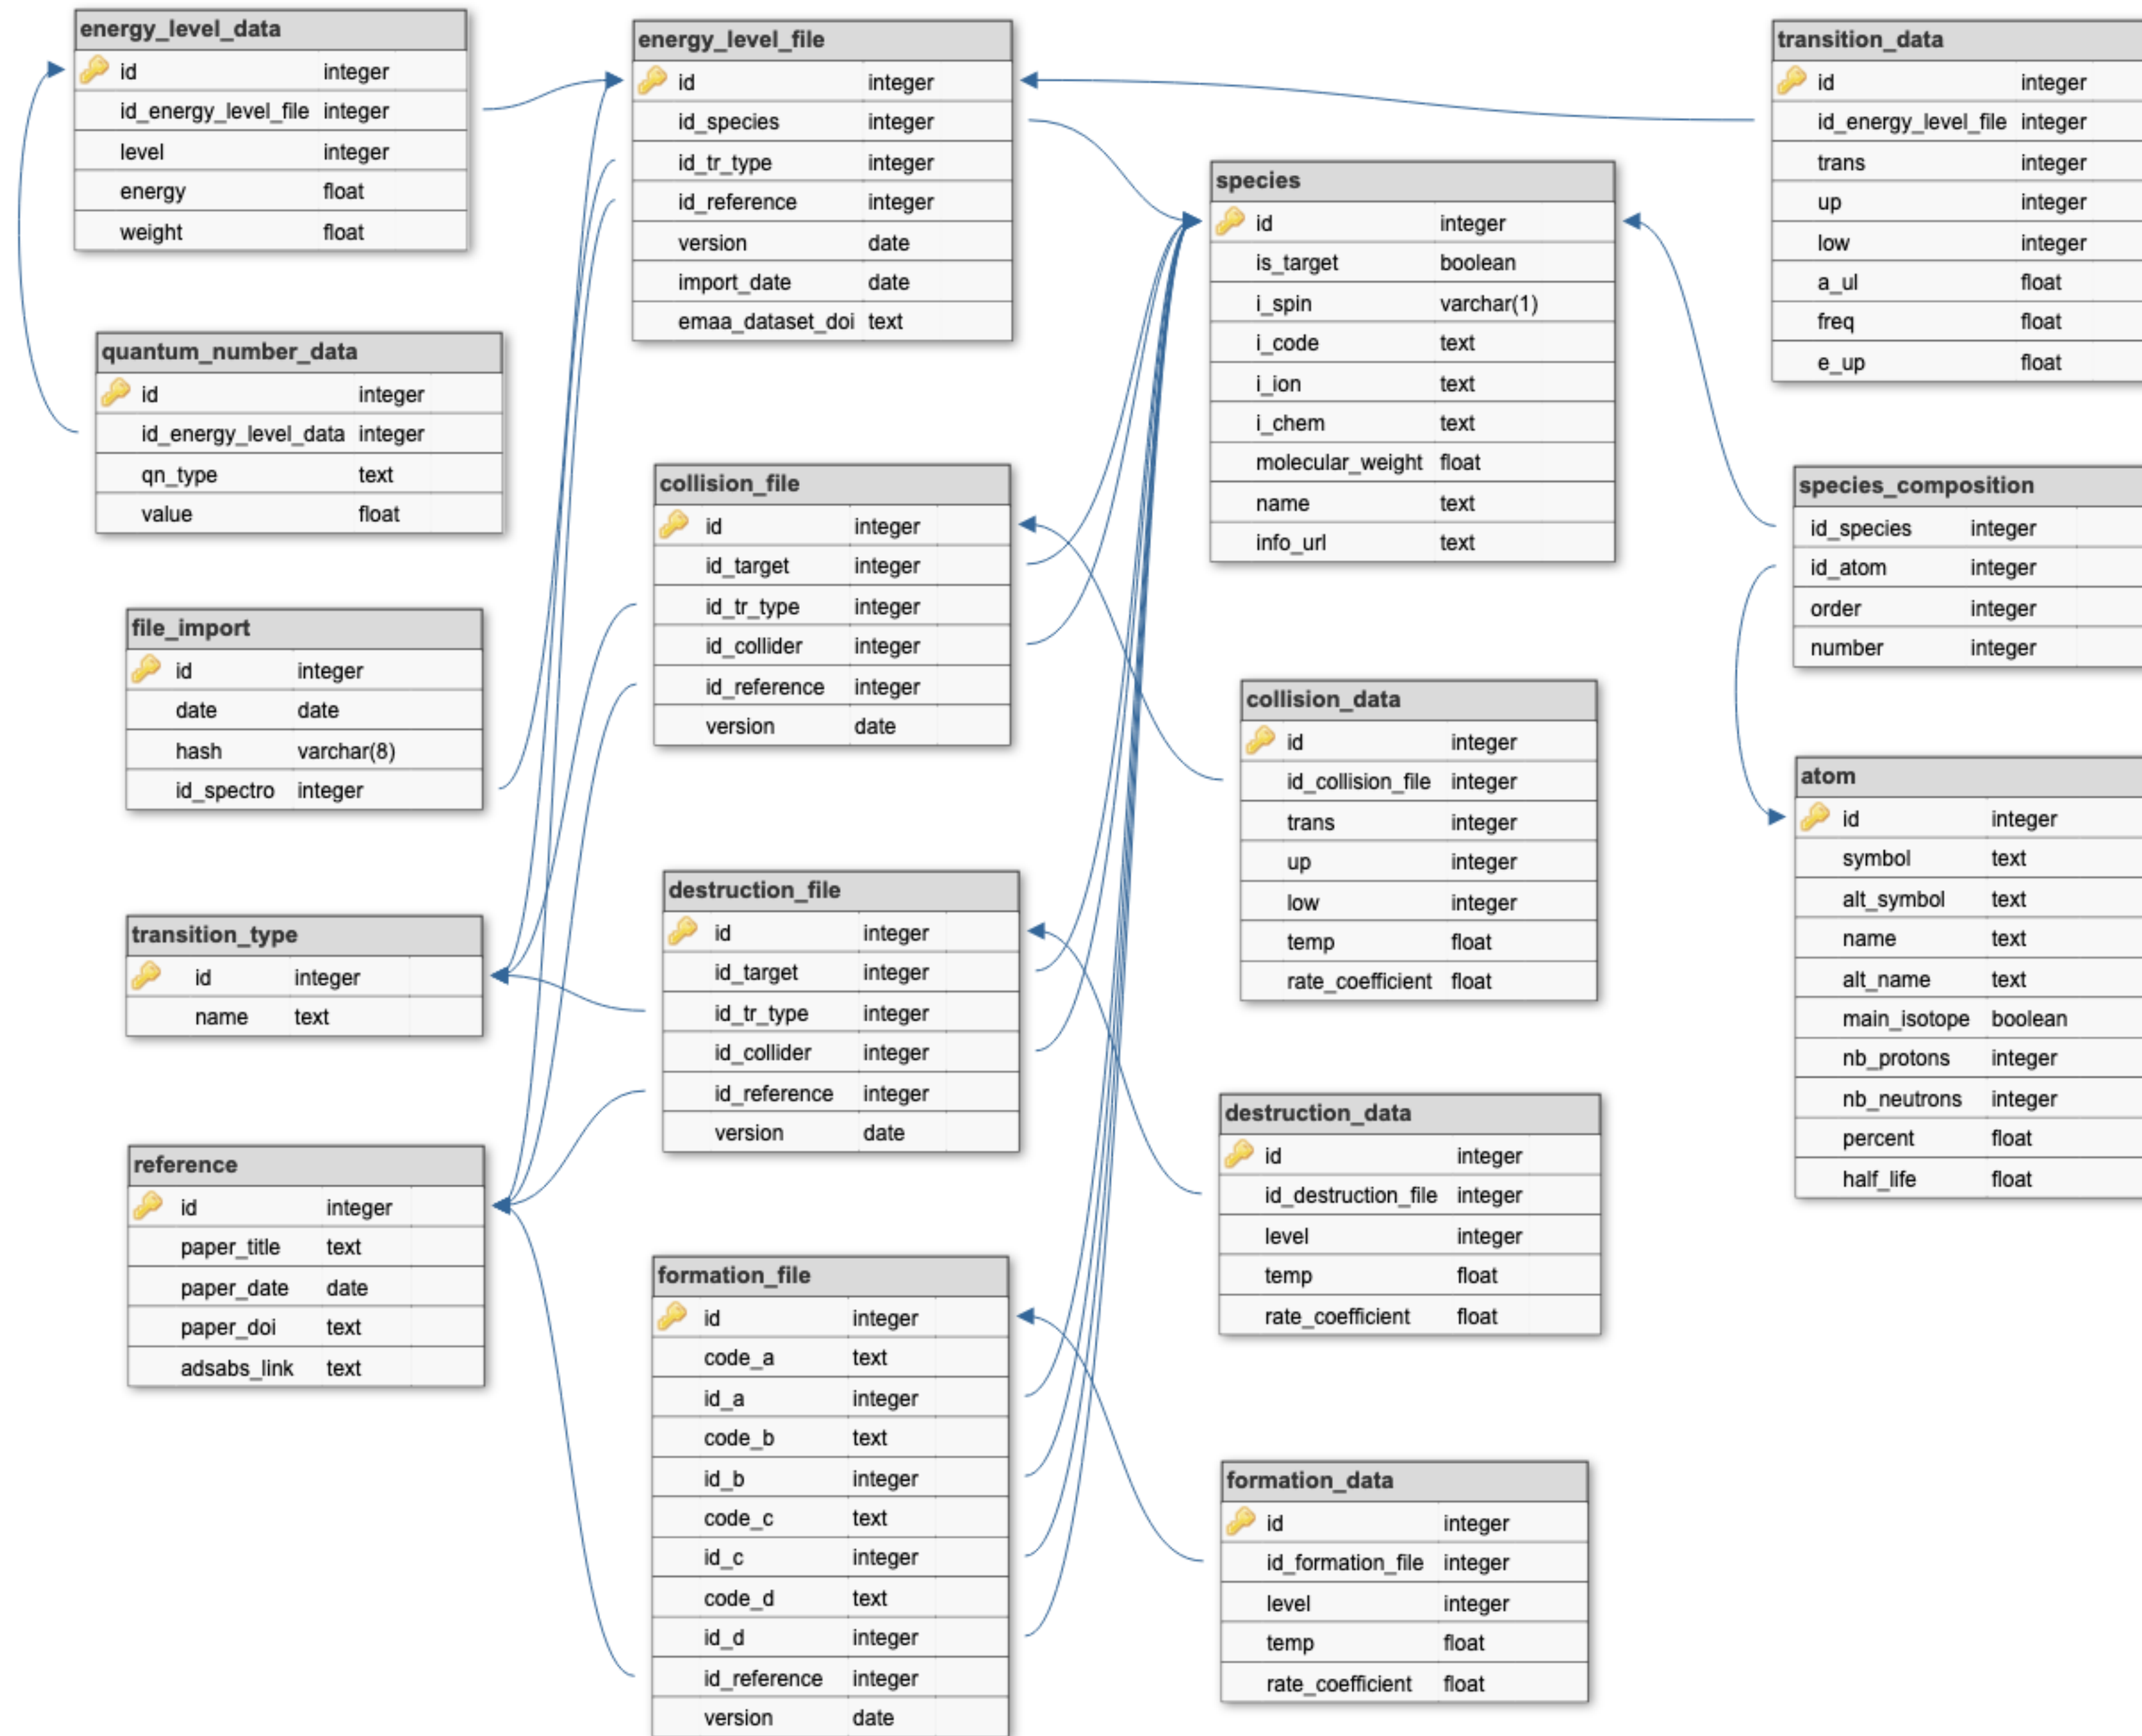 energy_level_data
id integer
id_energy_level_file integer
level integer
energy float
weight float
quantum_number_data
id integer
id_energy_level_data integer
qn_type text
value float
file_import
id integer
date date
hash varchar(8)
id_spectro integer
transition_type
id integer
name text
reference
id integer
paper_title text
paper_date date
paper_doi text
adsabs_link text
energy_level_file
id integer
id_species integer
id_tr_type integer
id_reference integer
version date
import_date date
emaa_dataset_doi text
collision_file
id integer
id_target integer
id_tr_type integer
id_collider integer
id_reference integer
version date
destruction_file
id integer
id_target integer
id_tr_type integer
id_collider integer
id_reference integer
version date
formation_file
id integer
code_a text
id_a integer
code_b text
id_b integer
code_c text
id_c integer
code_d text
id_d integer
id_reference integer
version date
species
id integer
is_target boolean
i_spin varchar(1)
i_code text
i_ion text
i_chem text
molecular_weight float
name text
info_url text
collision_data
id integer
id_collision_file integer
trans integer
up integer
low integer
temp float
rate_coefficient float
destruction_data
id integer
id_destruction_file integer
level integer
temp float
rate_coefficient float
formation_data
id integer
id_formation_file integer
level integer
temp float
rate_coefficient float
transition_data
id integer
id_energy_level_file integer
trans integer
up integer
low integer
a_ul float
freq float
e_up float
species_composition
id_species integer
id_atom integer
order integer
number integer
atom
id integer
symbol text
alt_symbol text
name text
alt_name text
main_isotope boolean
nb_protons integer
nb_neutrons integer
percent float
half_life float